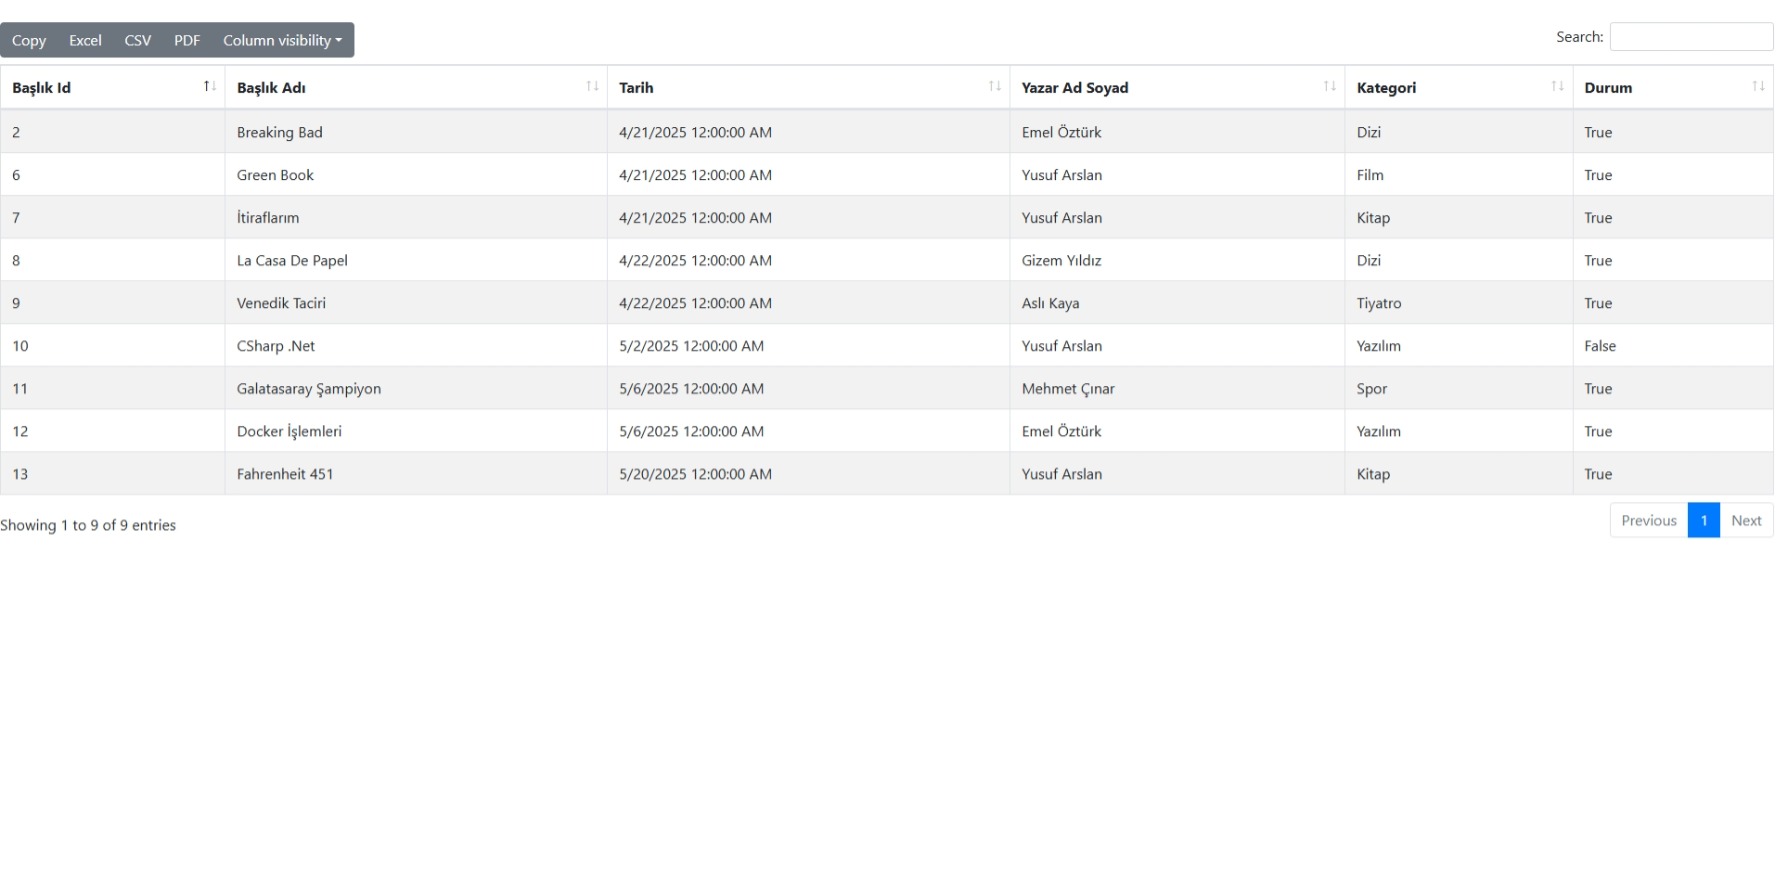 Copy Excel CSV PDF Column visibility Search:
Başlık Id Başlık Adı Tarih Yazar Ad Soyad Kategori Durum
2 Breaking Bad 4/21/2025 12:00:00 AM Emel Öztürk Dizi True
6 Green Book 4/21/2025 12:00:00 AM Yusuf Arslan Film True
7 İtiraflarım 4/21/2025 12:00:00 AM Yusuf Arslan Kitap True
8 La Casa De Papel 4/22/2025 12:00:00 AM Gizem Yıldız Dizi True
9 Venedik Taciri 4/22/2025 12:00:00 AM Aslı Kaya Tiyatro True
10 CSharp .Net 5/2/2025 12:00:00 AM Yusuf Arslan Yazılım False
11 Galatasaray Şampiyon 5/6/2025 12:00:00 AM Mehmet Çınar Spor True
12 Docker İşlemleri 5/6/2025 12:00:00 AM Emel Öztürk Yazılım True
13 Fahrenheit 451 5/20/2025 12:00:00 AM Yusuf Arslan Kitap True
Showing 1 to 9 of 9 entries Previous 1 Next